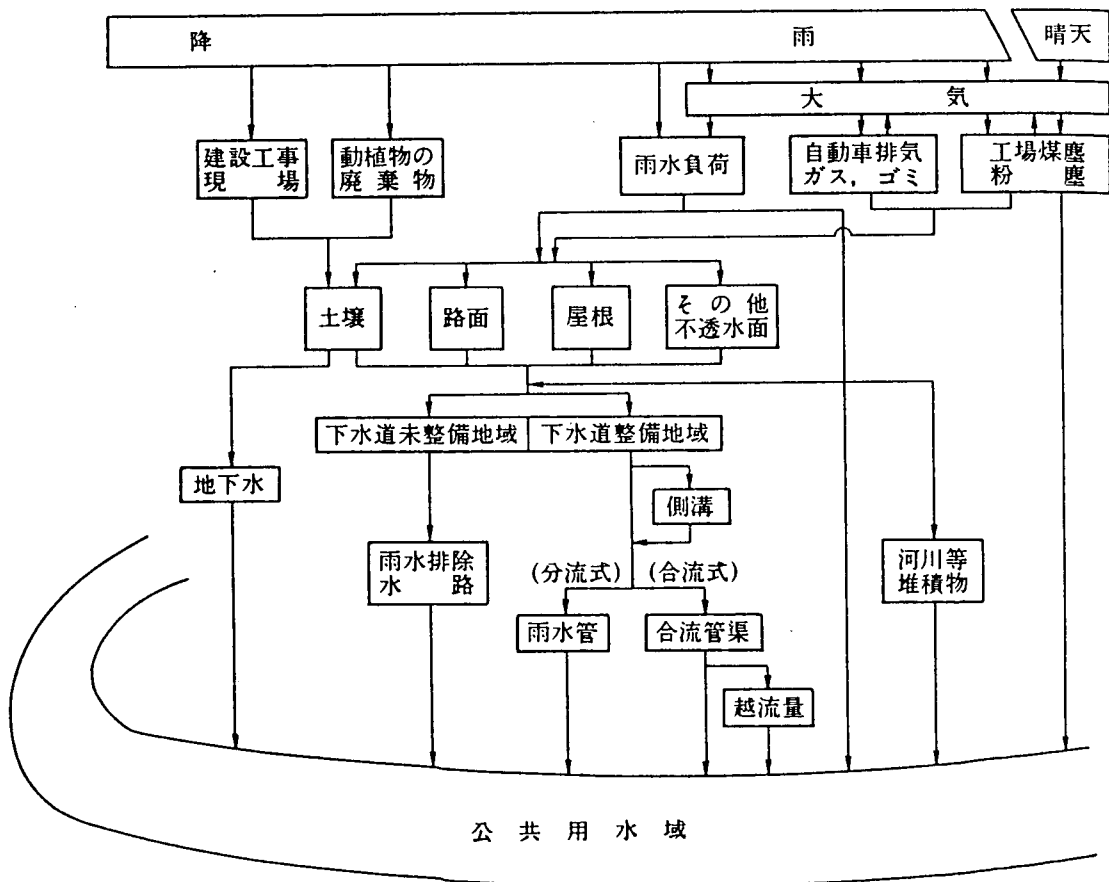 降雨
晴天
大気
建設工事
現場
動植物の
廃棄物
雨水負荷
自動車排気
ガス，ゴミ
工場煤塵
粉塵
土壌
路面
屋根
その他
不透水面
下水道未整備地域
下水道整備地域
地下水
側溝
雨水排除
水路
(分流式)
(合流式)
河川等
堆積物
雨水管
合流管渠
越流量
公共用水域